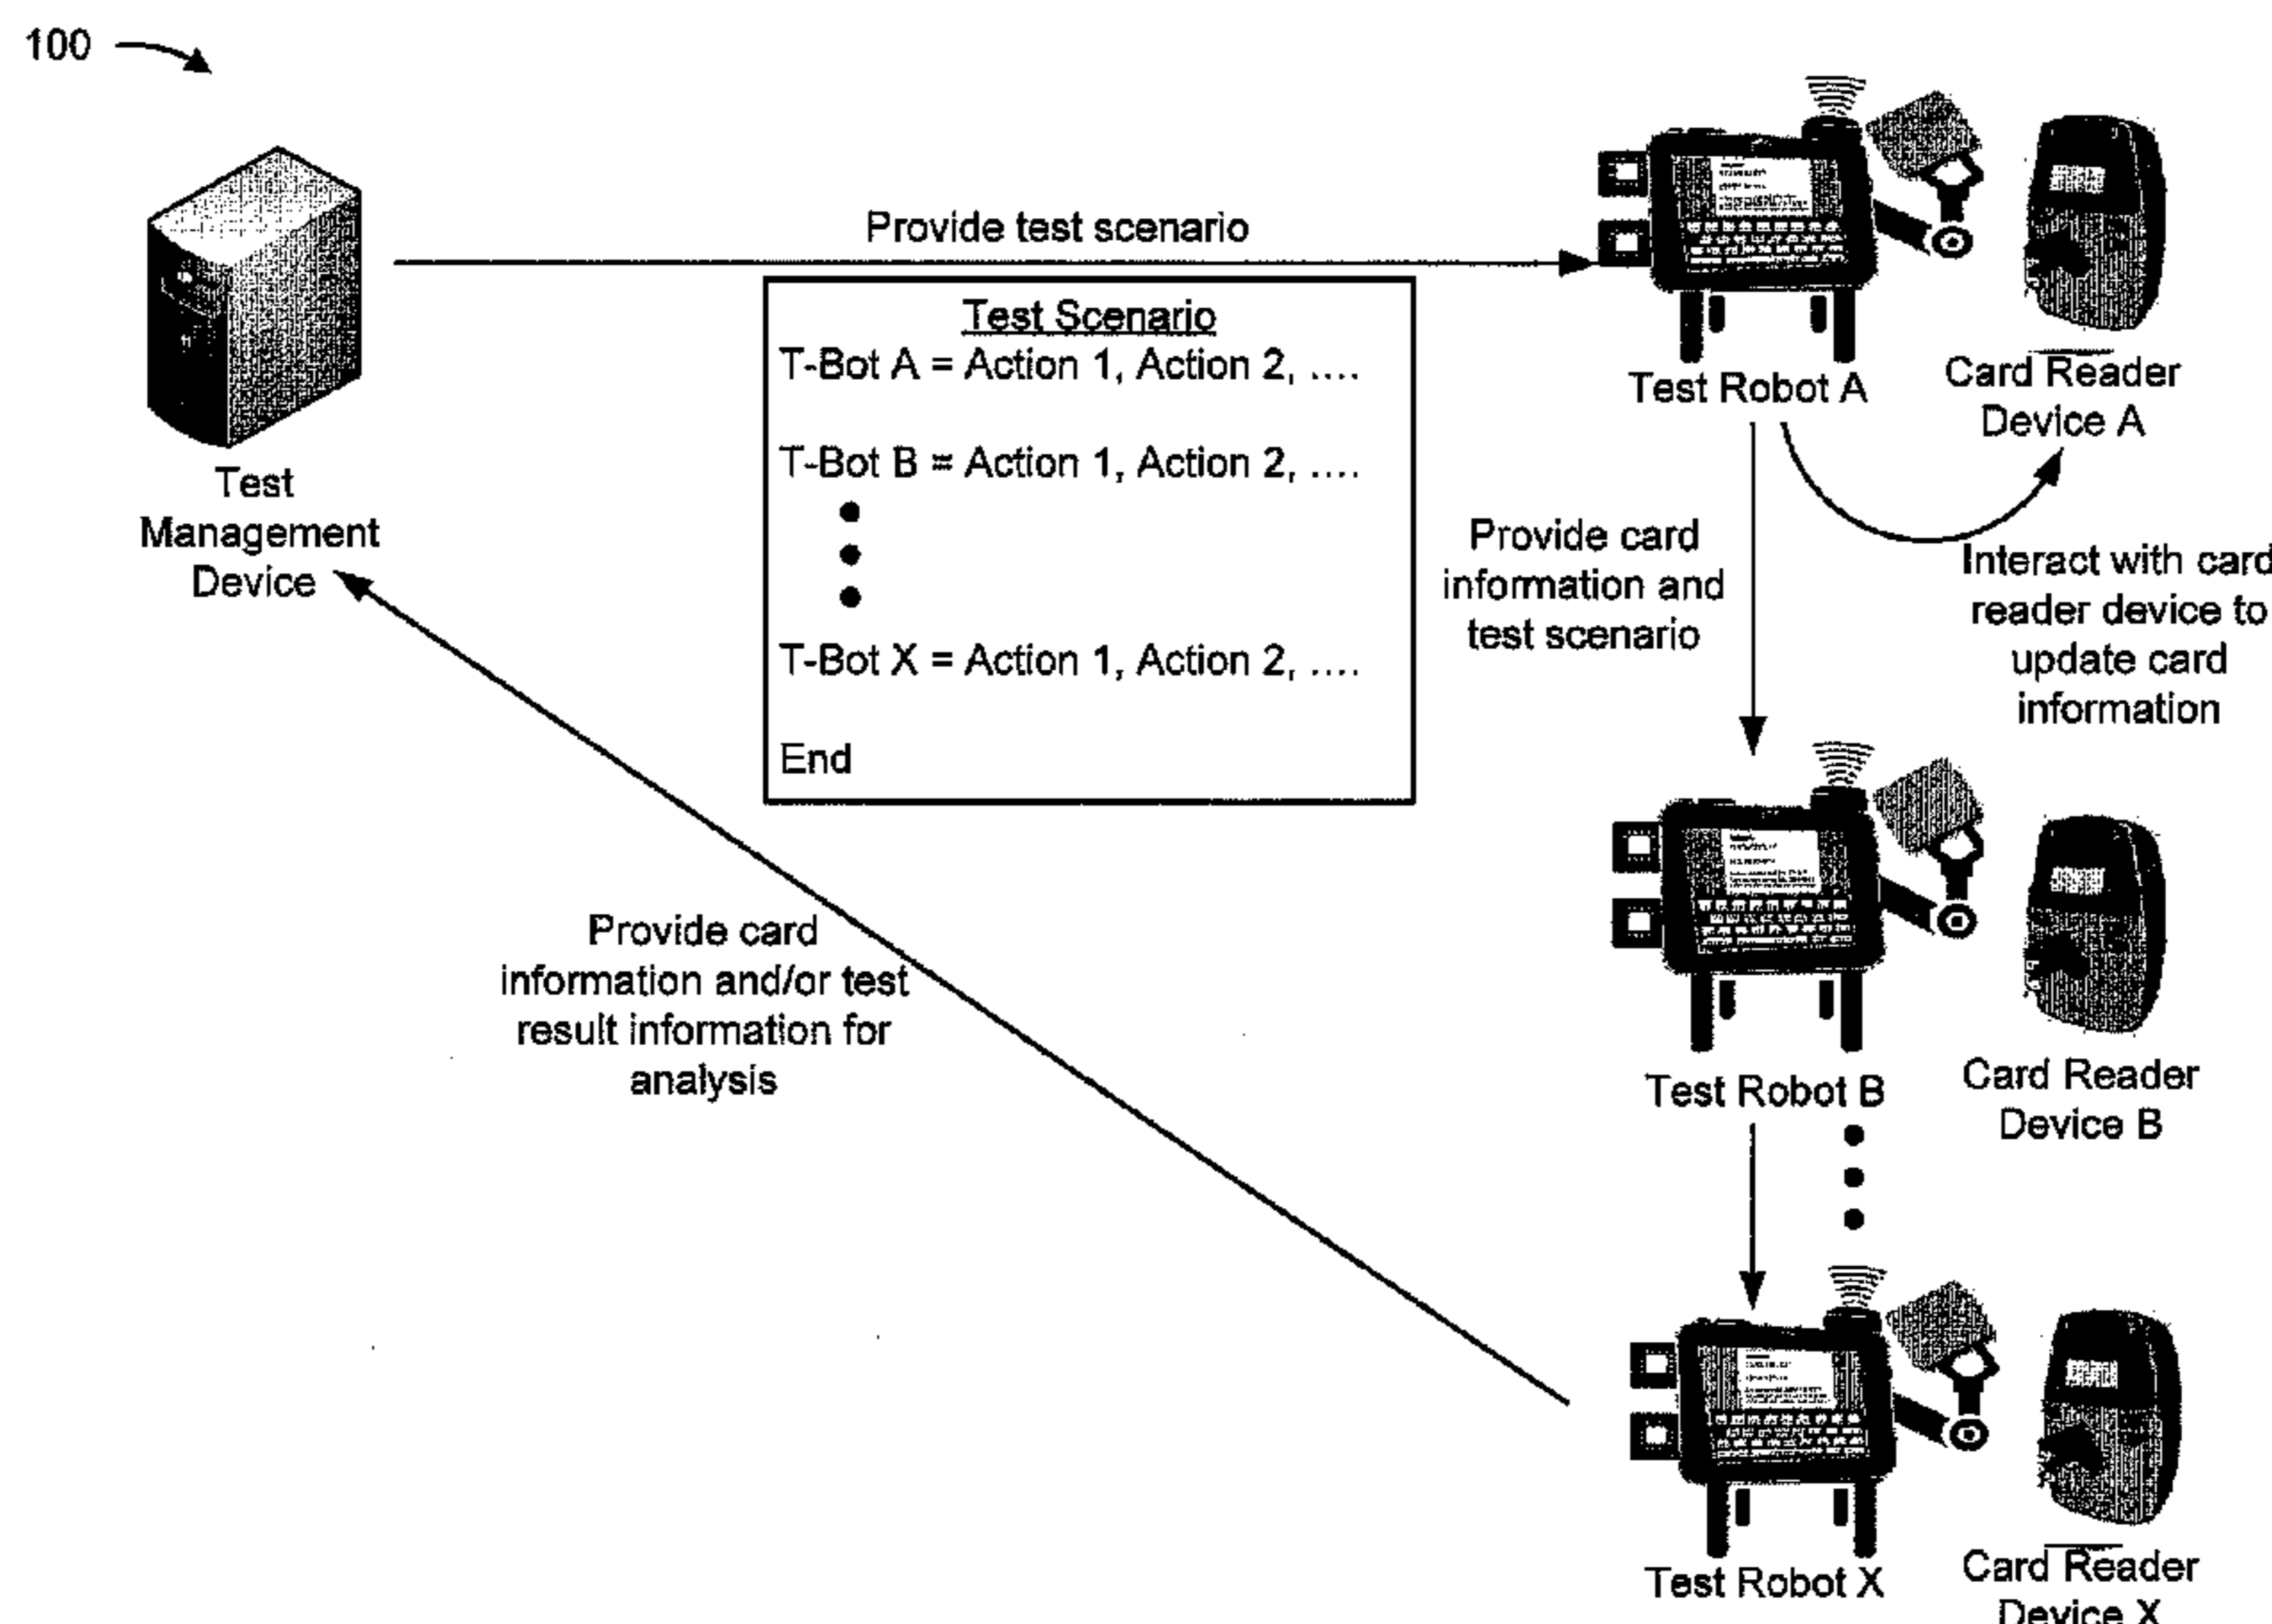 100
Provide test scenario
Test Scenario
T-Bot A = Action 1, Action 2, ....
T-Bot B = Action 1, Action 2, ....
T-Bot X = Action 1, Action 2, ....
End
Test
Management
Device
Test Robot A
Card Reader
Device A
Provide card
information and
test scenario
Interact with card
reader device to
update card
information
Provide card
information and/or test
result information for
analysis
Test Robot B
Card Reader
Device B
Test Robot X
Card Reader
Device X